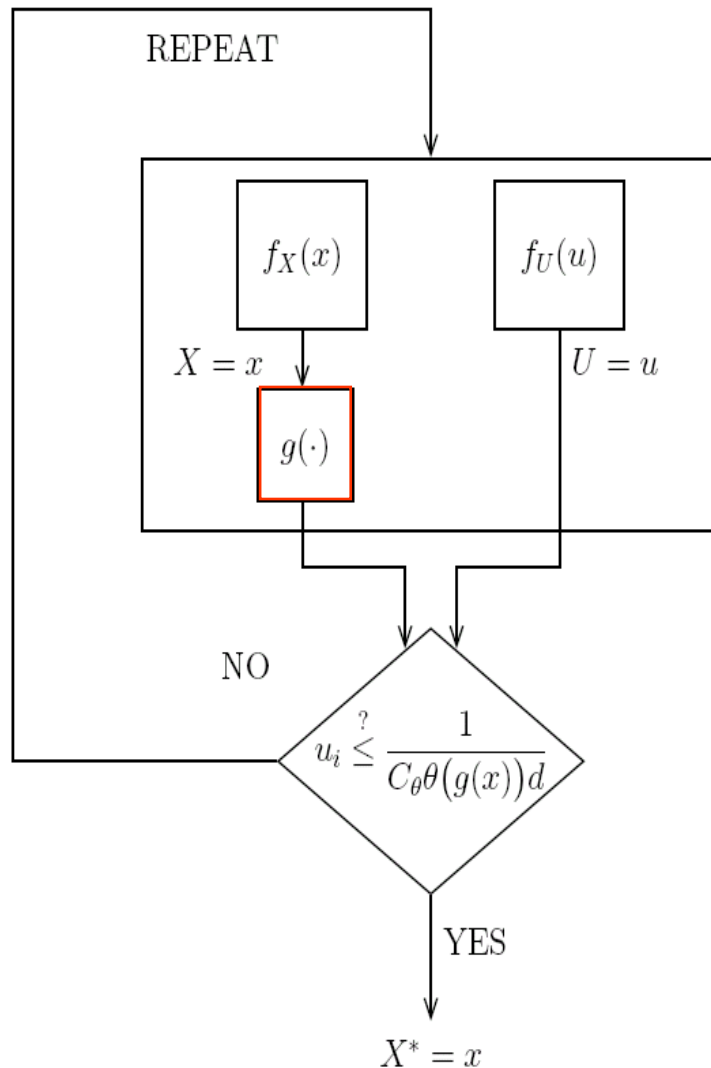 REPEAT
f_X(x)
f_U(u)
X = x
U = u
g(·)
NO
u_i ≤^? 1 / (C_θ θ(g(x)) d)
YES
X* = x